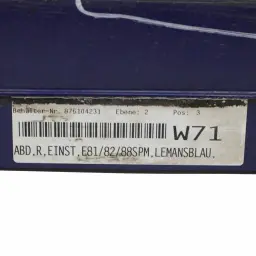 Behälter-Nr. 076104231 Ebene: 2 Pos: 3
W71
ABD,R,EINST,E81/82/88SPM,LEMANSBLAU.